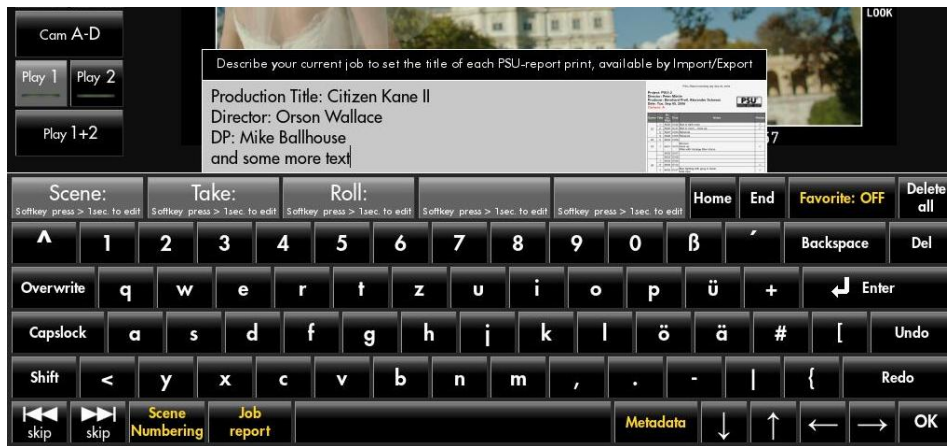 LOOK
Cam A-D
Play 1 Play 2
Play 1+2
Describe your current job to set the title of each PSU-report print, available by Import/Export
Production Title: Citizen Kane II
Director: Orson Wallace
DP: Mike Ballhouse
and some more text
PSU
37
Scene: Take: Roll: Home End Favorite: OFF Delete all
Softkey press > 1sec. to edit Softkey press > 1sec. to edit Softkey press > 1sec. to edit Softkey press > 1sec. to edit Softkey press > 1sec. to edit
^ 1 2 3 4 5 6 7 8 9 0 ß ´ Backspace Del
Overwrite q w e r t z u i o p ü + Enter
Capslock a s d f g h j k l ö ä # [ Undo
Shift < y x c v b n m , . - | { Redo
skip skip Scene Numbering Job report Metadata ↓ ↑ ← → OK